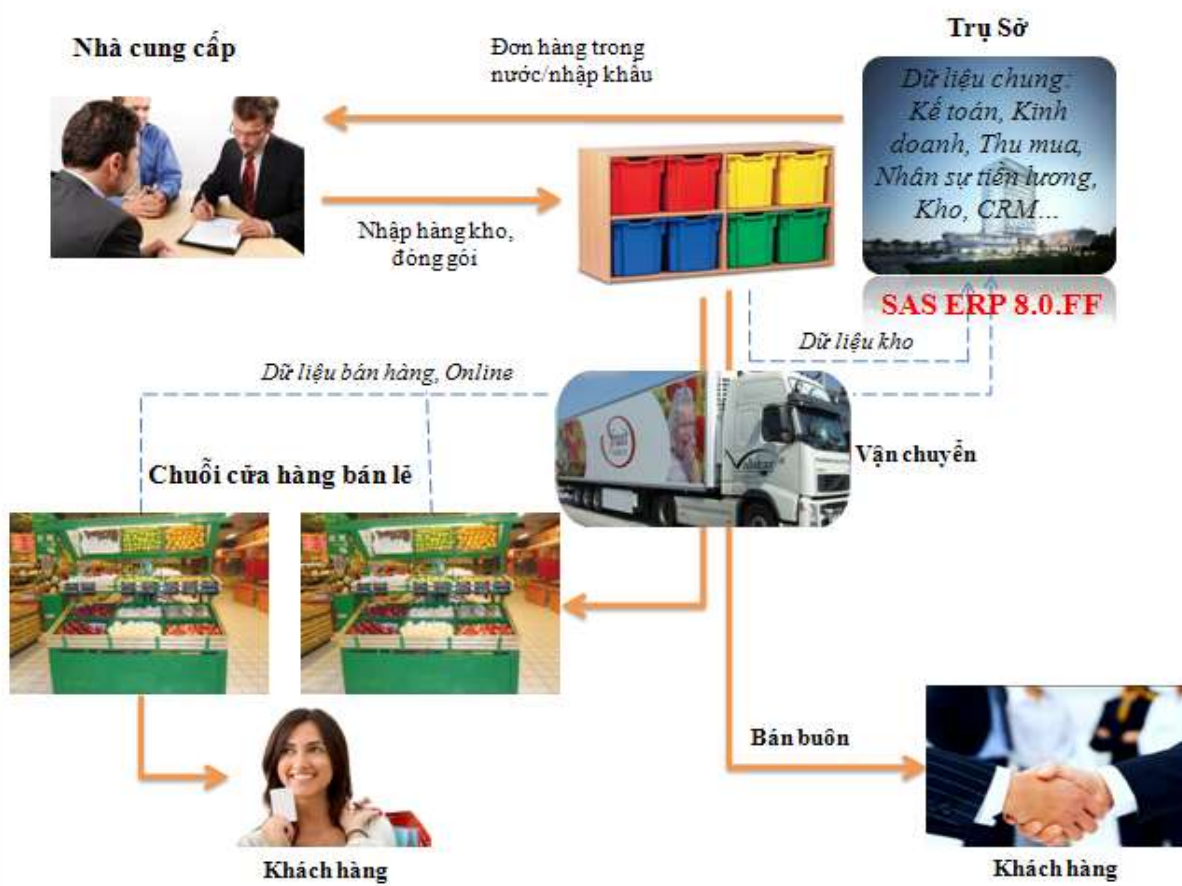 Nhà cung cấp
Đơn hàng trong
nước/nhập khẩu
Trụ Sở
Dữ liệu chung:
Kế toán, Kinh
doanh, Thu mua,
Nhân sự tiền lương,
Kho, CRM...
SAS ERP 8.0.FF
Nhập hàng kho,
đóng gói
Dữ liệu kho
Dữ liệu bán hàng, Online
Vận chuyển
Chuỗi cửa hàng bán lẻ
Bán buôn
Khách hàng
Khách hàng